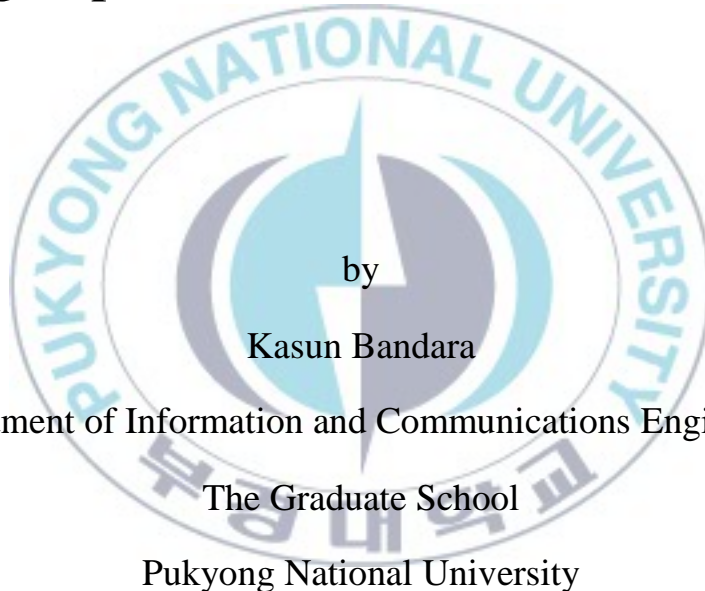 PUKYONG NATIONAL UNIVERSITY
by
Kasun Bandara
ment of Information and Communications Engi
The Graduate School
부경대학교
Pukyong National University